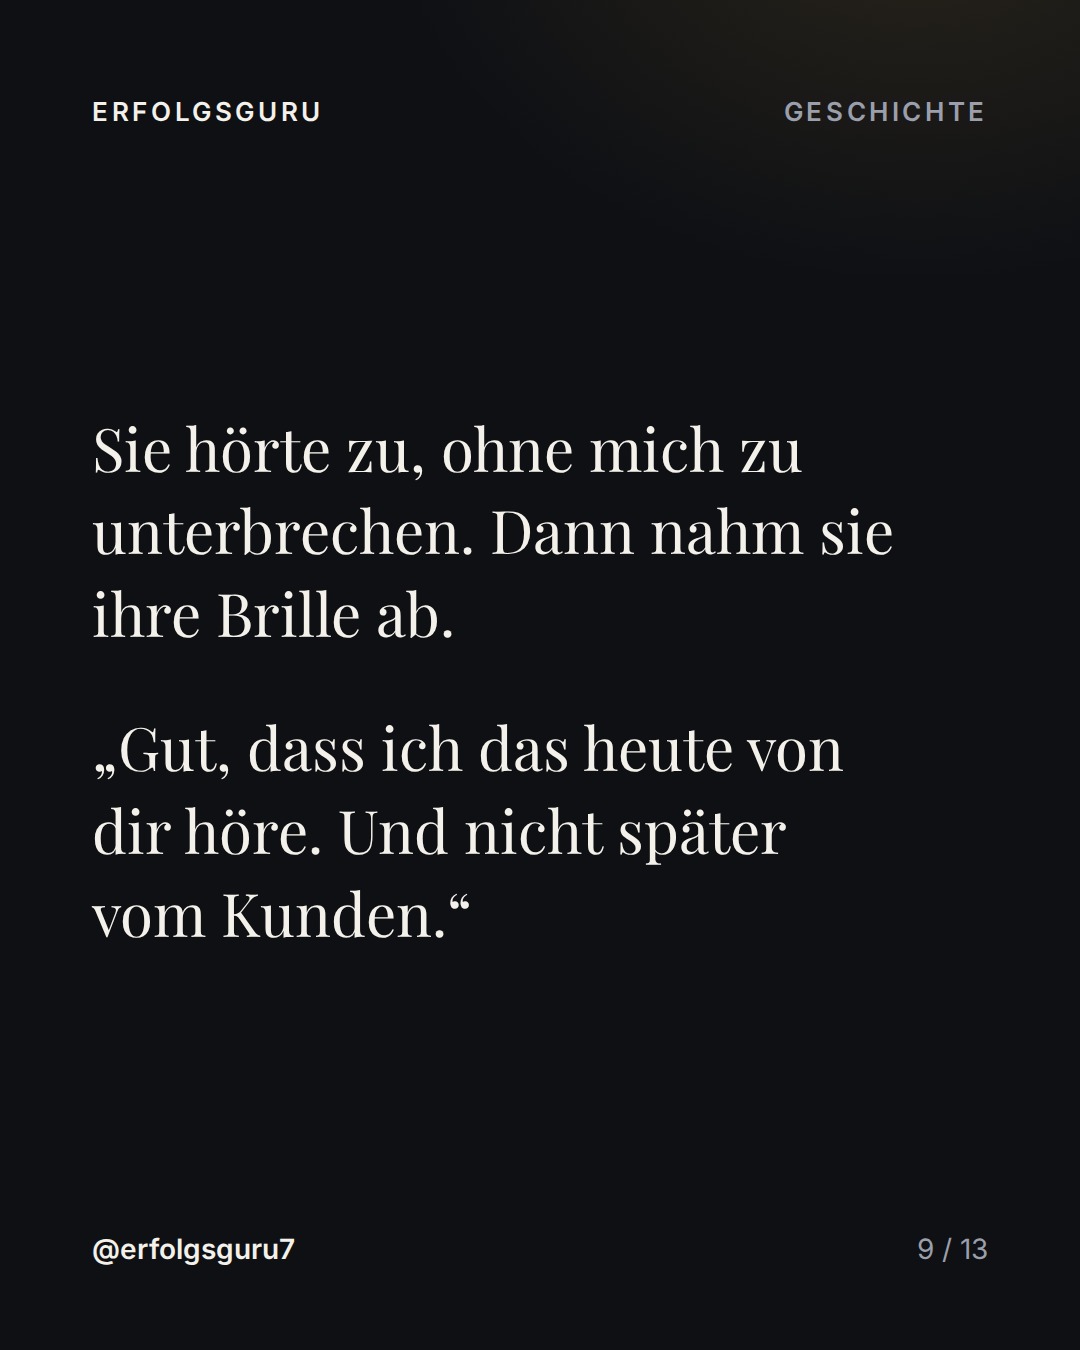 ERFOLGSGURU
GESCHICHTE
Sie hörte zu, ohne mich zu
unterbrechen. Dann nahm sie
ihre Brille ab.
„Gut, dass ich das heute von
dir höre. Und nicht später
vom Kunden.“
@erfolgsguru7
9 / 13